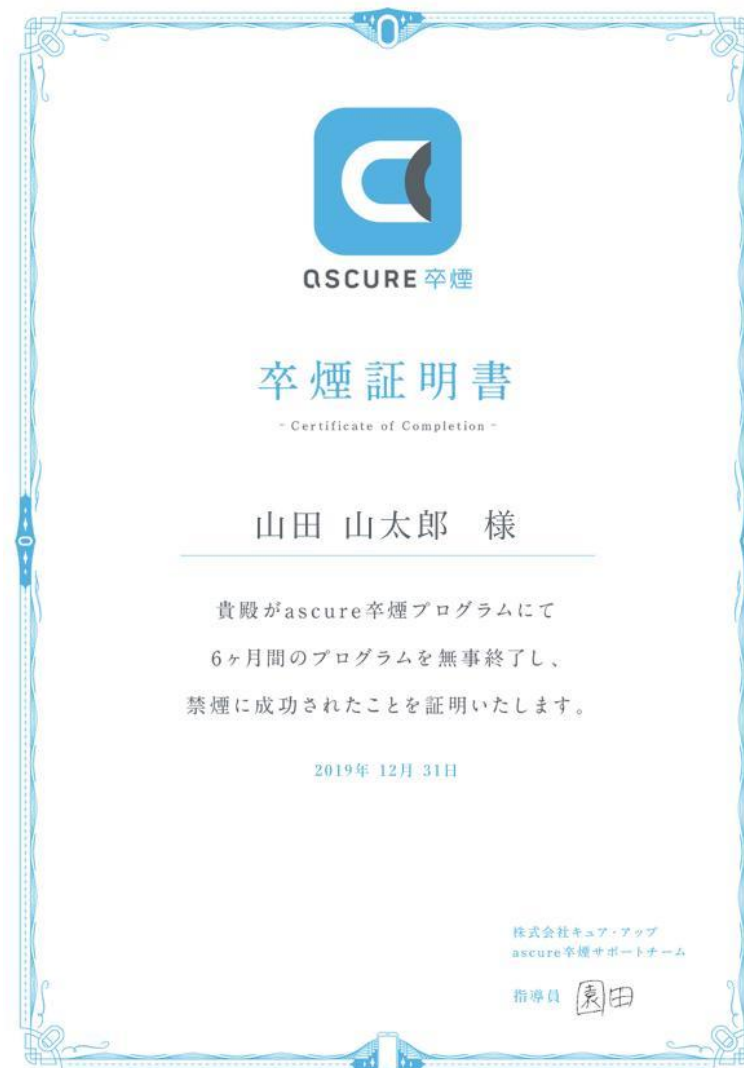 ascure 卒煙
卒煙証明書
- Certificate of Completion -
山田 山太郎 様
貴殿がascure卒煙プログラムにて
6ヶ月間のプログラムを無事終了し、
禁煙に成功されたことを証明いたします。
2019年 12月 31日
株式会社キュア・アップ
ascure卒煙サポートチーム
指導員 園田